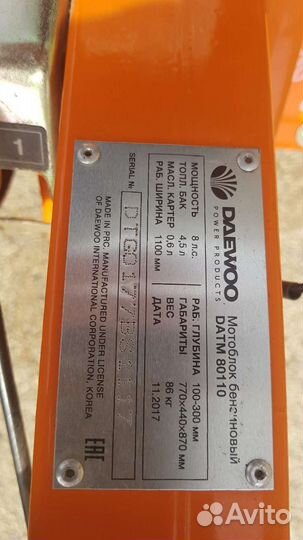 DAEWOO
POWER PRODUCTS
Мотоблок бензиновый
DATM 80110
МОЩНОСТЬ 8 л.с. РАБ. ГЛУБИНА 100-300 мм
ТОПЛ. БАК 4,5 л ГАБАРИТЫ 770×440×870 мм
МАСЛ. КАРТЕР 0,6 л ВЕС 86 кг
РАБ. ШИРИНА 1100 мм ДАТА 11.2017
SERIAL №
MADE IN PRC. MANUFACTURED UNDER LICENSE
OF DAEWOO INTERNATIONAL CORPORATION, KOREA
EAC
1
Avito